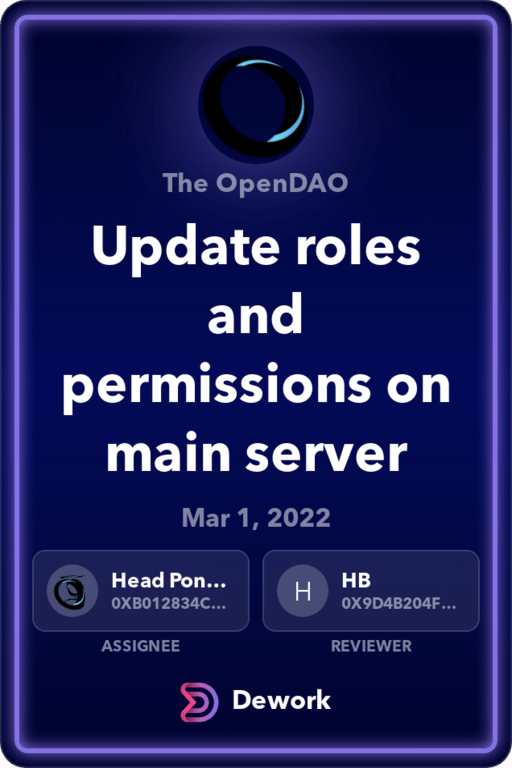 The OpenDAO
Update roles
and
permissions on
main server
Mar 1, 2022
Head Pon...
0XB012834C...
ASSIGNEE
H
HB
0X9D4B204F...
REVIEWER
Dework